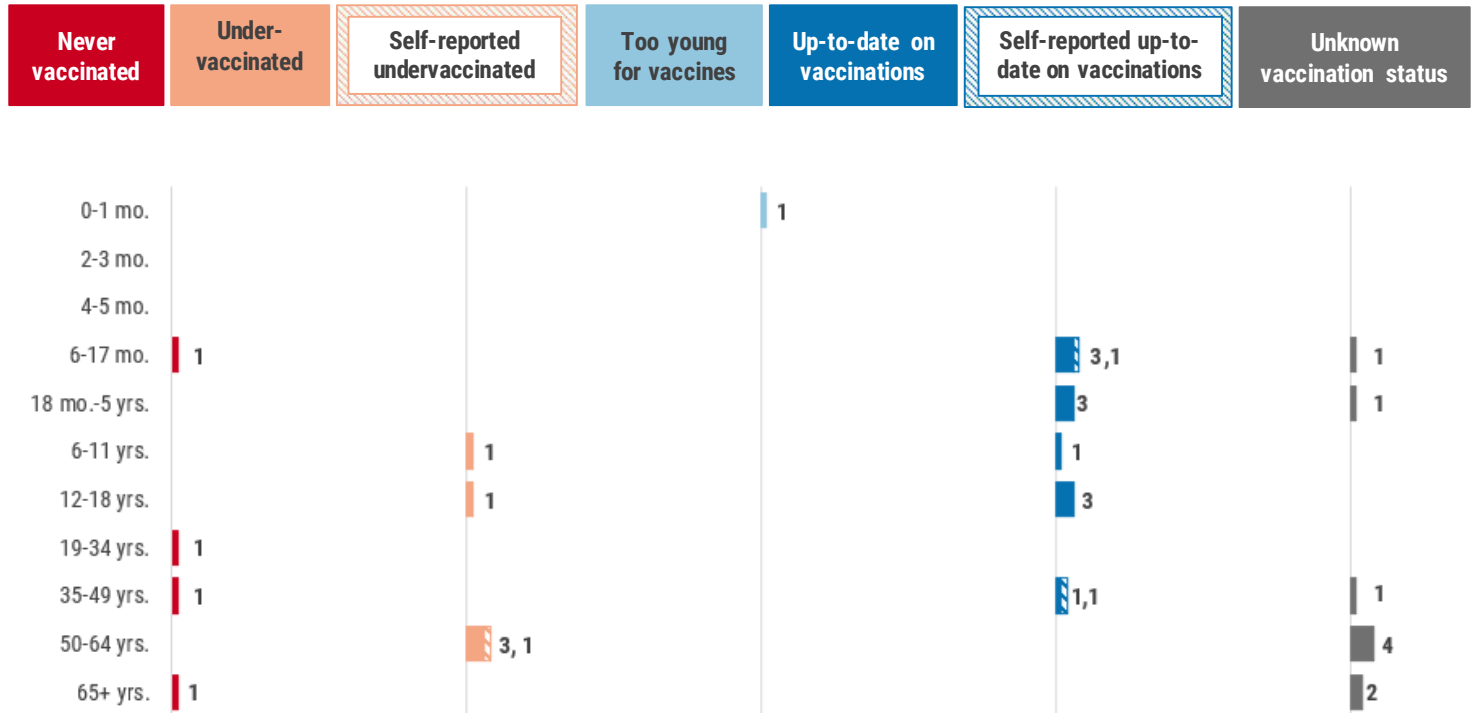 Never
vaccinated
Under-
vaccinated
Self-reported
undervaccinated
Too young
for vaccines
Up-to-date on
vaccinations
Self-reported up-to-
date on vaccinations
Unknown
vaccination status
0-1 mo. 1
2-3 mo.
4-5 mo.
6-17 mo. 1 3,1 1
18 mo.-5 yrs. 3 1
6-11 yrs. 1 1
12-18 yrs. 1 3
19-34 yrs. 1
35-49 yrs. 1 1,1 1
50-64 yrs. 3, 1 4
65+ yrs. 1 2